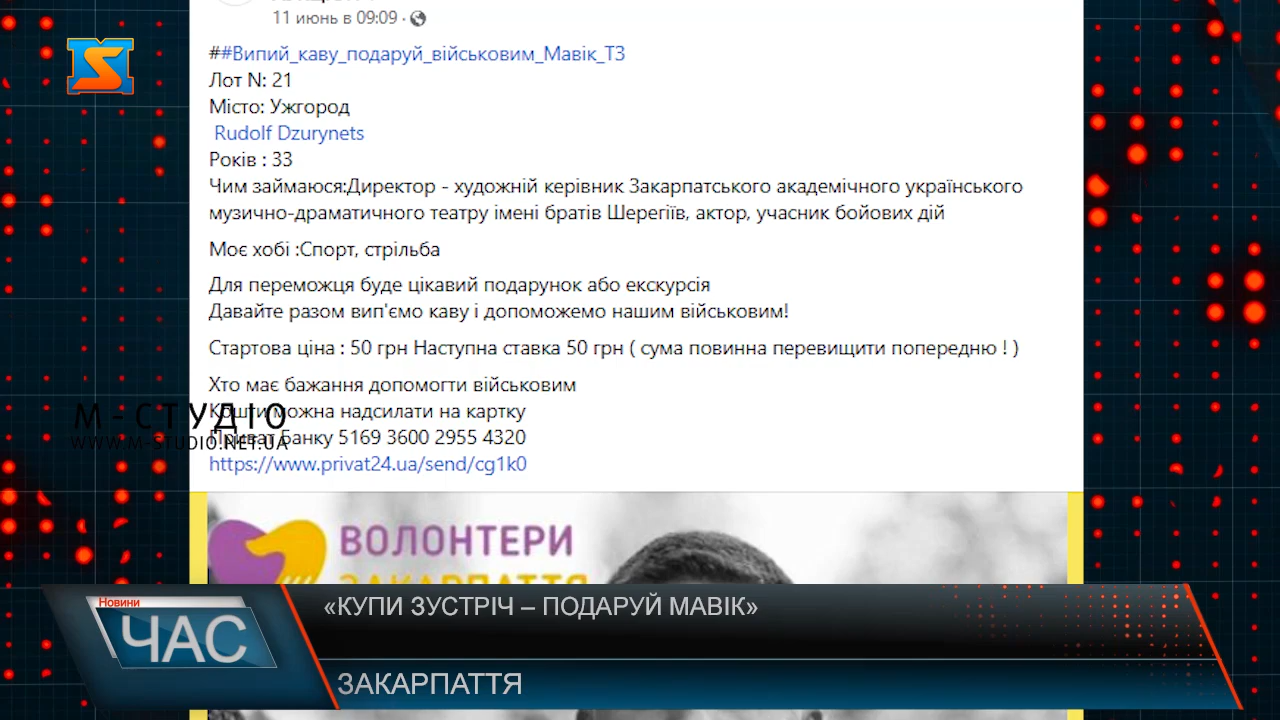 11 июнь в 09:09 ·
##Випий_каву_подаруй_військовим_Мавік_Т3
Лот N: 21
Місто: Ужгород
Rudolf Dzurynets
Років : 33
Чим займаюся:Директор - художній керівник Закарпатського академічного українського
музично-драматичного театру імені братів Шерегіїв, актор, учасник бойових дій
Моє хобі :Спорт, стрільба
Для переможця буде цікавий подарунок або екскурсія
Давайте разом вип'ємо каву і допоможемо нашим військовим!
Стартова ціна : 50 грн Наступна ставка 50 грн ( сума повинна перевищити попередню ! )
Хто має бажання допомогти військовим
М-СТУДІО
Кошти можна надсилати на картку
WWW.M-STUDIO.NET.UA
Приват Банку 5169 3600 2955 4320
https://www.privat24.ua/send/cg1k0
ВОЛОНТЕРИ
ЗАКАРПАТТЯ
Новини
ЧАС
«КУПИ ЗУСТРІЧ – ПОДАРУЙ МАВІК»
ЗАКАРПАТТЯ